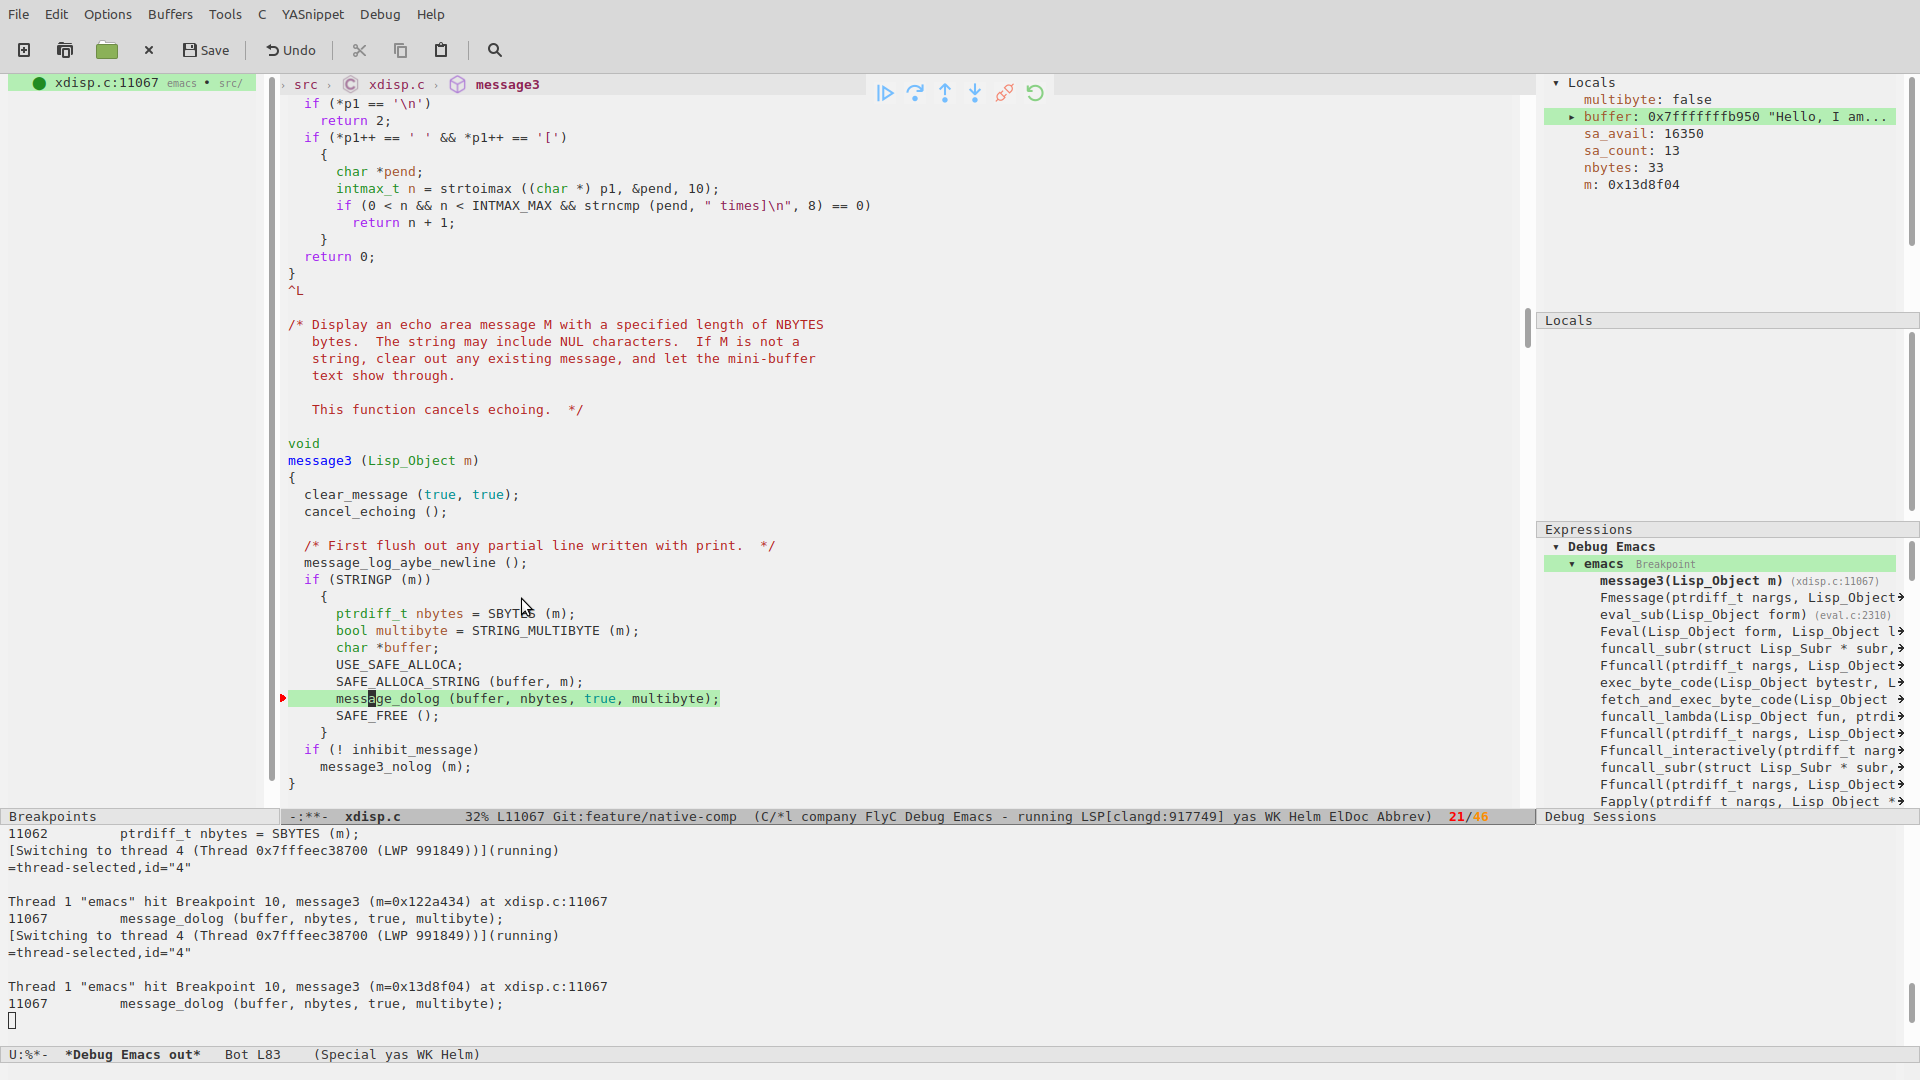 File Edit Options Buffers Tools C YASnippet Debug Help
Save Undo
xdisp.c:11067 emacs • src/
› src › C xdisp.c › message3
  if (*p1 == '\n')
    return 2;
  if (*p1++ == ' ' && *p1++ == '[')
    {
      char *pend;
      intmax_t n = strtoimax ((char *) p1, &pend, 10);
      if (0 < n && n < INTMAX_MAX && strncmp (pend, " times]\n", 8) == 0)
        return n + 1;
    }
  return 0;
}
^L
/* Display an echo area message M with a specified length of NBYTES
   bytes.  The string may include NUL characters.  If M is not a
   string, clear out any existing message, and let the mini-buffer
   text show through.
   This function cancels echoing.  */
void
message3 (Lisp_Object m)
{
  clear_message (true, true);
  cancel_echoing ();
  /* First flush out any partial line written with print.  */
  message_log_aybe_newline ();
  if (STRINGP (m))
    {
      ptrdiff_t nbytes = SBYTES (m);
      bool multibyte = STRING_MULTIBYTE (m);
      char *buffer;
      USE_SAFE_ALLOCA;
      SAFE_ALLOCA_STRING (buffer, m);
      message_dolog (buffer, nbytes, true, multibyte);
      SAFE_FREE ();
    }
  if (! inhibit_message)
    message3_nolog (m);
}
▾ Locals
multibyte: false
▸ buffer: 0x7fffffffb950 "Hello, I am...
sa_avail: 16350
sa_count: 13
nbytes: 33
m: 0x13d8f04
Locals
Expressions
▾ Debug Emacs
▾ emacs Breakpoint
message3(Lisp_Object m) (xdisp.c:11067)
Fmessage(ptrdiff_t nargs, Lisp_Object
eval_sub(Lisp_Object form) (eval.c:2310)
Feval(Lisp_Object form, Lisp_Object l
funcall_subr(struct Lisp_Subr * subr,
Ffuncall(ptrdiff_t nargs, Lisp_Object
exec_byte_code(Lisp_Object bytestr, L
fetch_and_exec_byte_code(Lisp_Object
funcall_lambda(Lisp_Object fun, ptrdi
Ffuncall(ptrdiff_t nargs, Lisp_Object
Ffuncall_interactively(ptrdiff_t narg
funcall_subr(struct Lisp_Subr * subr,
Ffuncall(ptrdiff_t nargs, Lisp_Object
Fapply(ptrdiff_t nargs, Lisp_Object *
Breakpoints
-:**-  xdisp.c        32% L11067 Git:feature/native-comp  (C/*l company FlyC Debug Emacs - running LSP[clangd:917749] yas WK Helm ElDoc Abbrev)  21/46
Debug Sessions
11062         ptrdiff_t nbytes = SBYTES (m);
[Switching to thread 4 (Thread 0x7fffeec38700 (LWP 991849))](running)
=thread-selected,id="4"
Thread 1 "emacs" hit Breakpoint 10, message3 (m=0x122a434) at xdisp.c:11067
11067         message_dolog (buffer, nbytes, true, multibyte);
[Switching to thread 4 (Thread 0x7fffeec38700 (LWP 991849))](running)
=thread-selected,id="4"
Thread 1 "emacs" hit Breakpoint 10, message3 (m=0x13d8f04) at xdisp.c:11067
11067         message_dolog (buffer, nbytes, true, multibyte);
U:%*-  *Debug Emacs out*   Bot L83    (Special yas WK Helm)